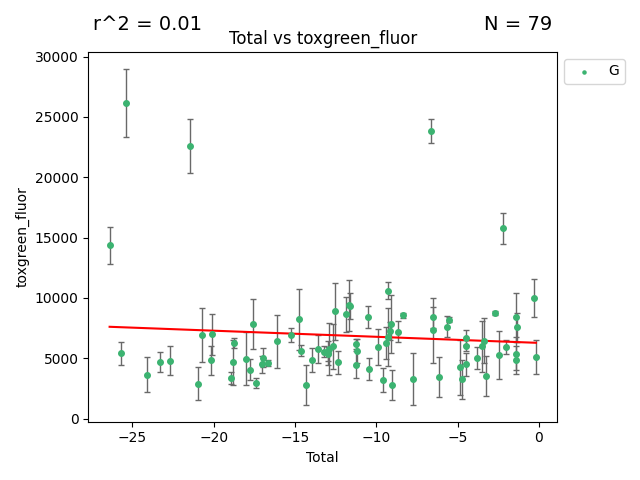 r^2 = 0.01
N = 79
Total vs toxgreen_fluor
G
toxgreen_fluor
30000
25000
20000
15000
10000
5000
0
−25
−20
−15
−10
−5
0
Total